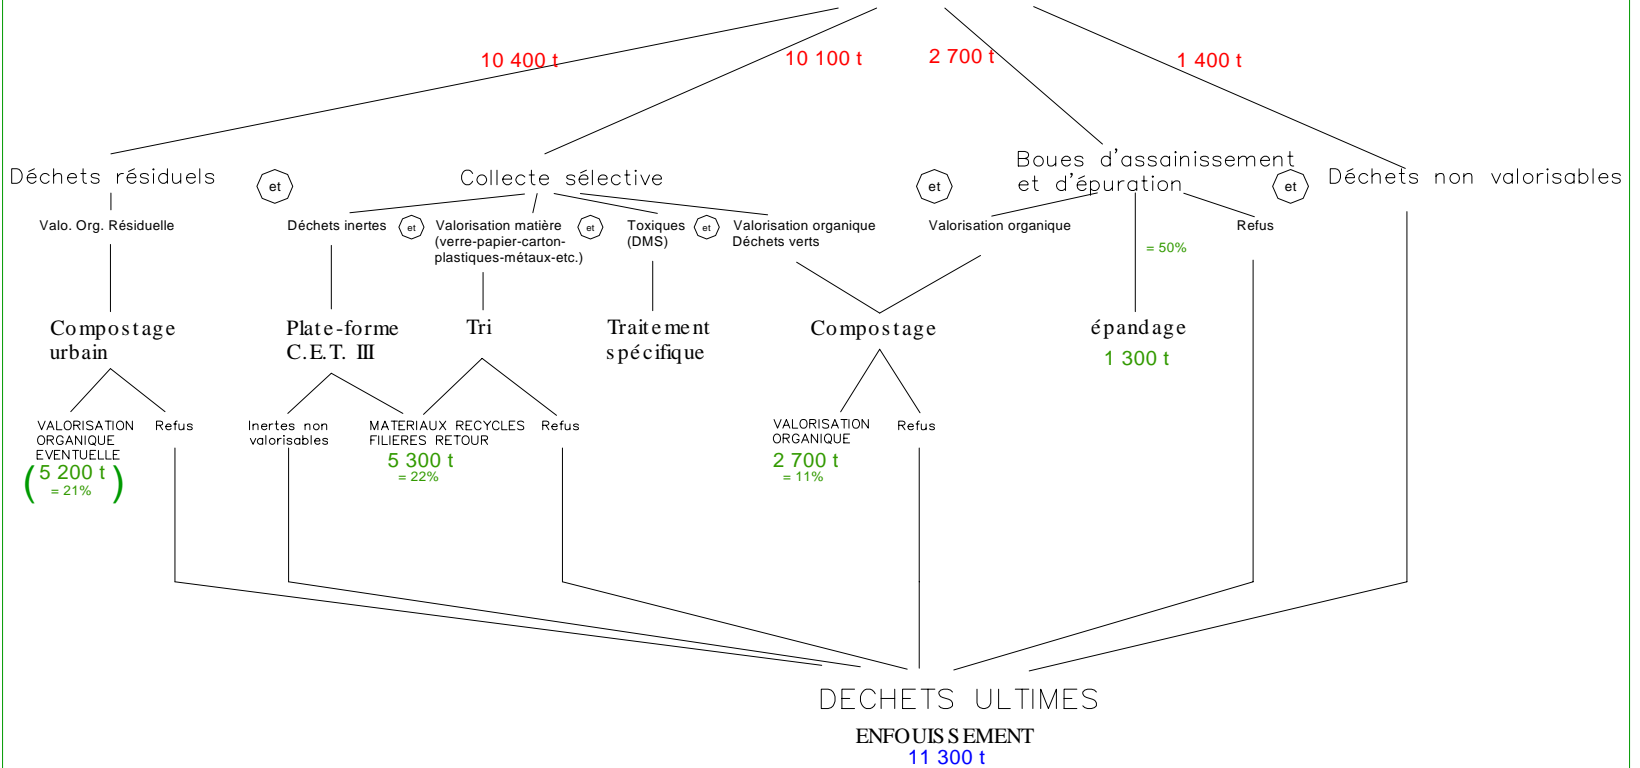 10 400 t
10 100 t
2 700 t
1 400 t
Déchets résiduels
et
Collecte sélective
et
Boues d'assainissement
et d'épuration
et
Déchets non valorisables
Valo. Org. Résiduelle
Déchets inertes
et
Valorisation matière
(verre-papier-carton-
plastiques-métaux-etc.)
et
Toxiques
(DMS)
et
Valorisation organique
Déchets verts
Valorisation organique
= 50%
Refus
Compostage
urbain
Plate-forme
C.E.T. III
Tri
Traitement
spécifique
Compostage
épandage
1 300 t
VALORISATION
ORGANIQUE
EVENTUELLE
(5 200 t)
= 21%
Refus
Inertes non
valorisables
MATERIAUX RECYCLES
FILIERES RETOUR
5 300 t
= 22%
Refus
VALORISATION
ORGANIQUE
2 700 t
= 11%
Refus
DECHETS ULTIMES
ENFOUISSEMENT
11 300 t